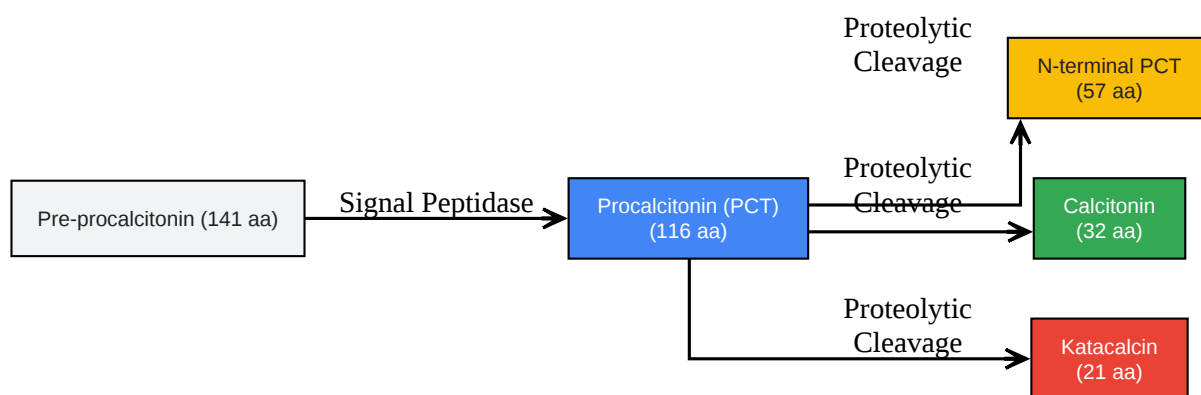 Pre-procalcitonin (141 aa)
Signal Peptidase
Procalcitonin (PCT)
(116 aa)
Proteolytic
Cleavage
N-terminal PCT
(57 aa)
Proteolytic
Cleavage
Calcitonin
(32 aa)
Proteolytic
Cleavage
Katacalcin
(21 aa)